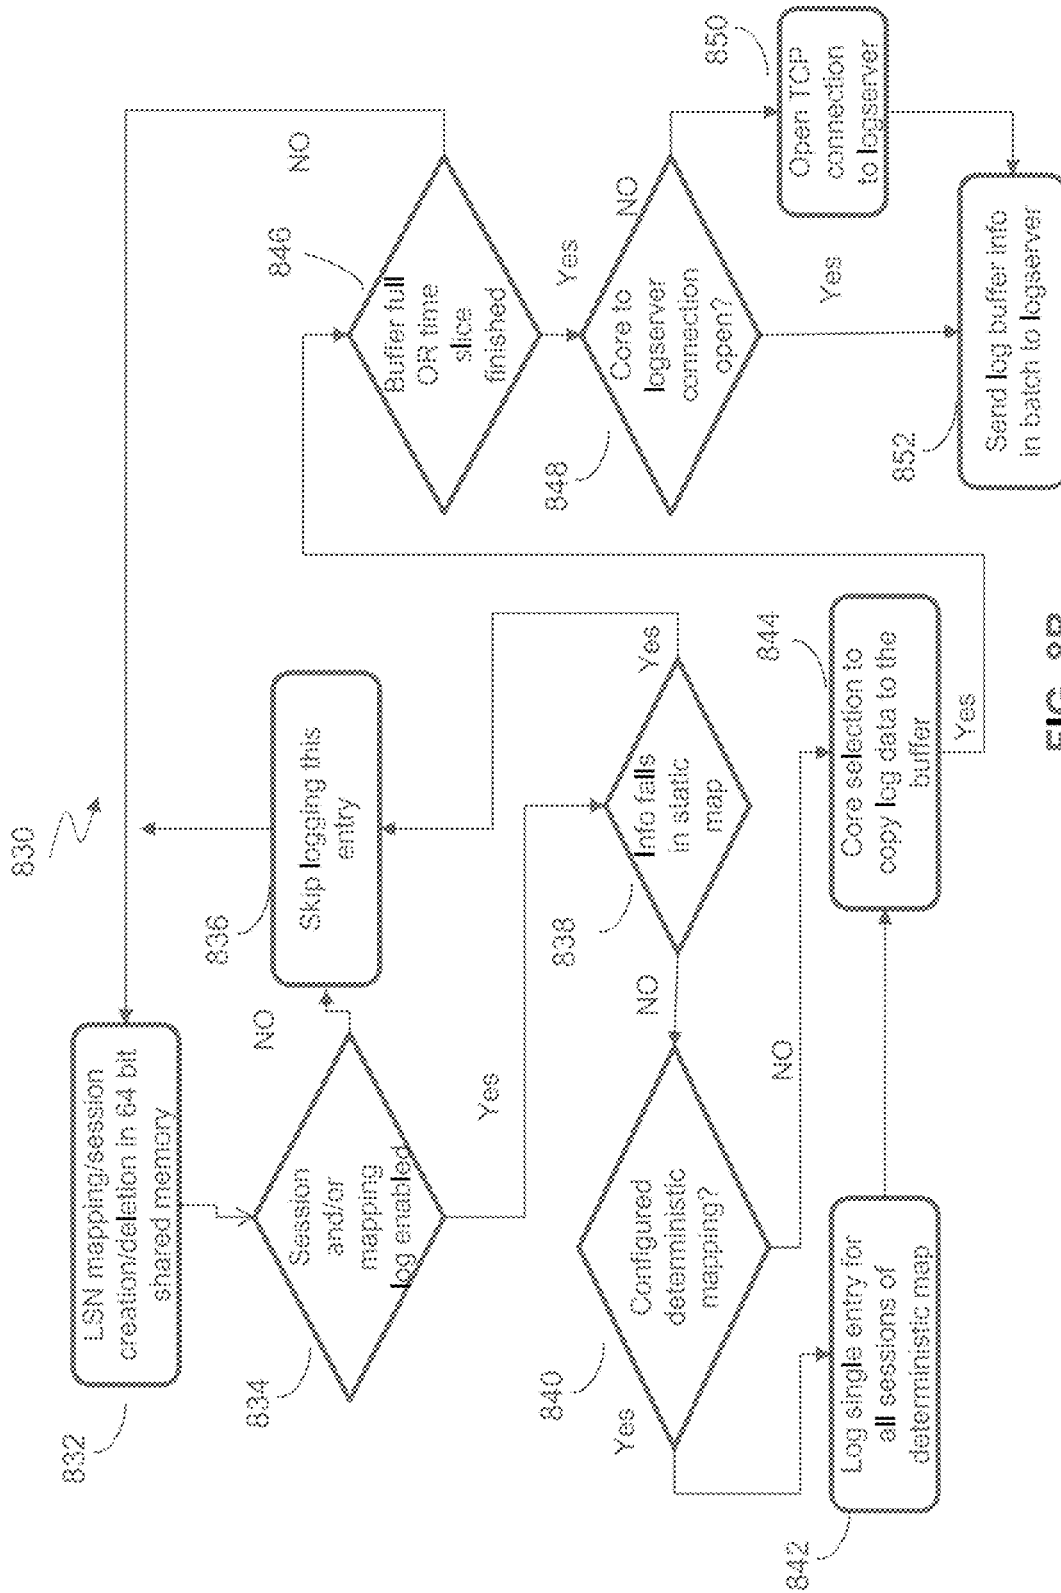 830
832
LSN mapping/session
creation/deletion in 64 bit
shared memory
834
Session
and/or
mapping
log enabled
NO
Yes
836
Skip logging this
entry
838
Info falls
in static
map
Yes
NO
840
Configured
deterministic
mapping?
Yes
NO
842
Log single entry for
all sessions of
deterministic map
844
Core selection to
copy log data to the
buffer
Yes
846
Buffer full
OR time
slice
finished
NO
Yes
848
Core to
logserver
connection
open?
NO
Yes
850
Open TCP
connection
to logserver
852
Send log buffer info
in batch to logserver
FIG.